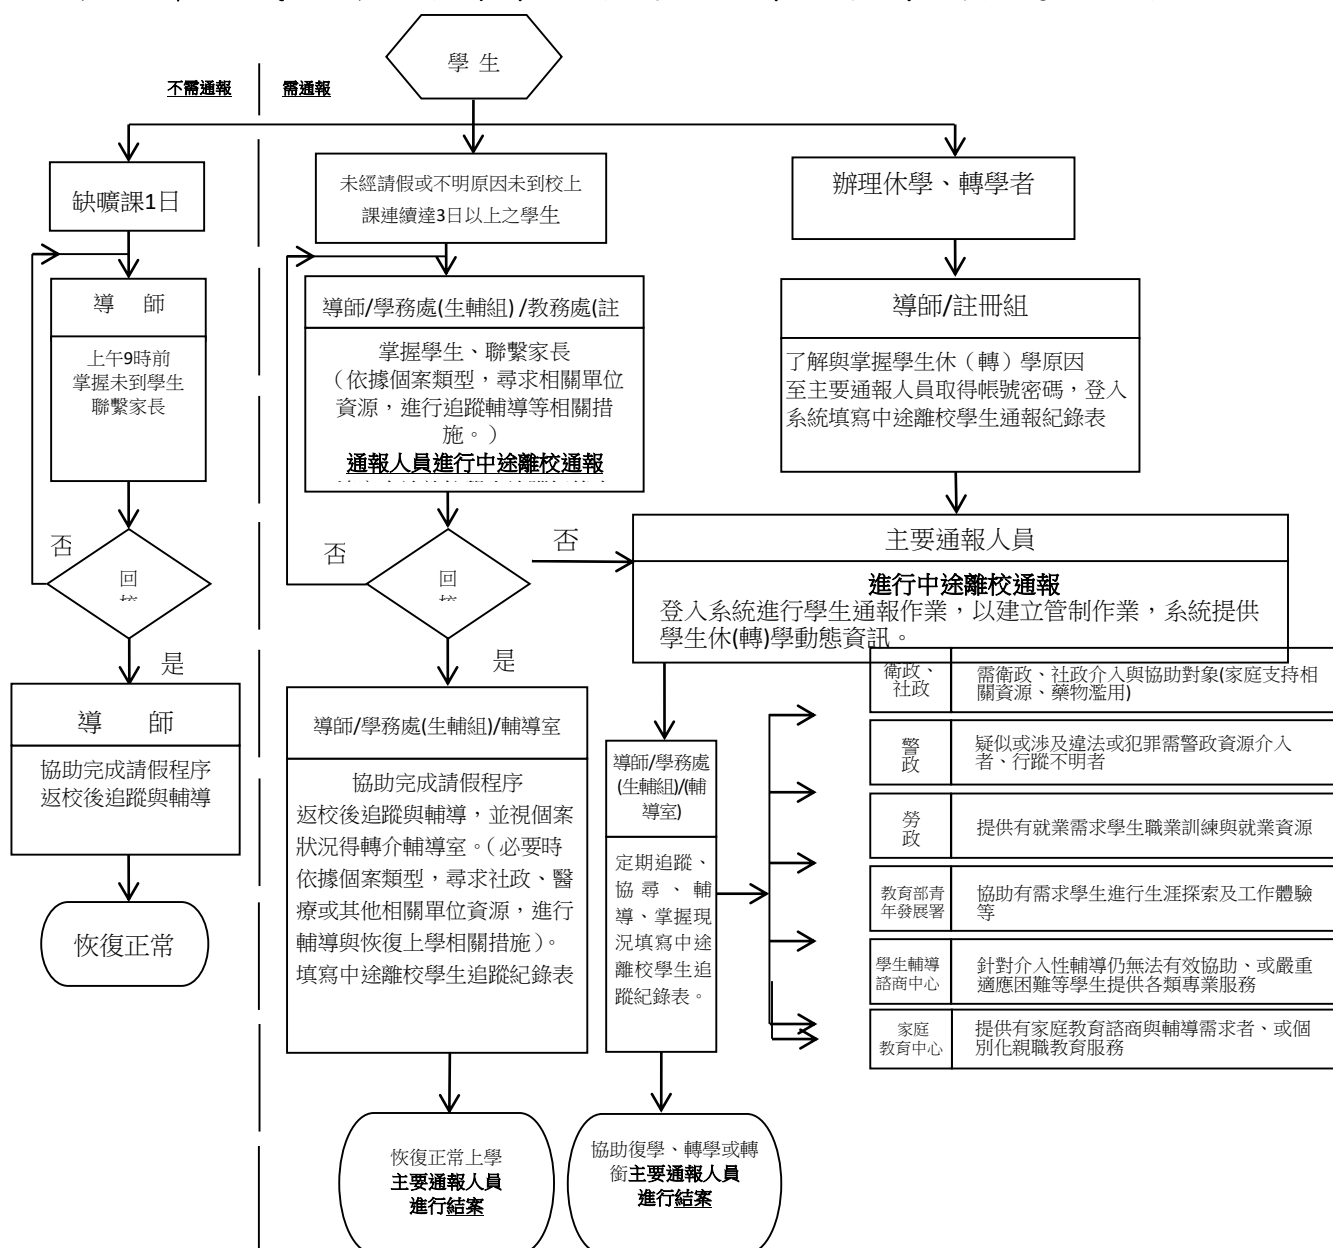 學 生
不需通報
需通報
缺曠課1日
未經請假或不明原因未到校上
課連續達3日以上之學生
辦理休學、轉學者
導 師
上午9時前
掌握未到學生
聯繫家長
導師/學務處(生輔組) /教務處(註
掌握學生、聯繫家長
（依據個案類型，尋求相關單位
資源，進行追蹤輔導等相關措
施。）
通報人員進行中途離校通報
導師/註冊組
了解與掌握學生休（轉）學原因
至主要通報人員取得帳號密碼，登入
系統填寫中途離校學生通報紀錄表
否
回
是
否
回
否
是
主要通報人員
進行中途離校通報
登入系統進行學生通報作業，以建立管制作業，系統提供
學生休(轉)學動態資訊。
導 師
協助完成請假程序
返校後追蹤與輔導
恢復正常
導師/學務處(生輔組)/輔導室
協助完成請假程序
返校後追蹤與輔導，並視個案
狀況得轉介輔導室。（必要時
依據個案類型，尋求社政、醫
療或其他相關單位資源，進行
輔導與恢復上學相關措施）。
填寫中途離校學生追蹤紀錄表
恢復正常上學
主要通報人員
進行結案
導師/學務處
(生輔組)/(輔
導室)
定期追蹤、
協尋、輔
導、掌握現
況填寫中途
離校學生追
蹤紀錄表。
協助復學、轉學或轉
銜主要通報人員
進行結案
衛政、
社政
需衛政、社政介入與協助對象(家庭支持相
關資源、藥物濫用)
警
政
疑似或涉及違法或犯罪需警政資源介入
者、行蹤不明者
勞
政
提供有就業需求學生職業訓練與就業資源
教育部青
年發展署
協助有需求學生進行生涯探索及工作體驗
等
學生輔導
諮商中心
針對介入性輔導仍無法有效協助、或嚴重
適應困難等學生提供各類專業服務
家庭
教育中心
提供有家庭教育諮商與輔導需求者、或個
別化親職教育服務